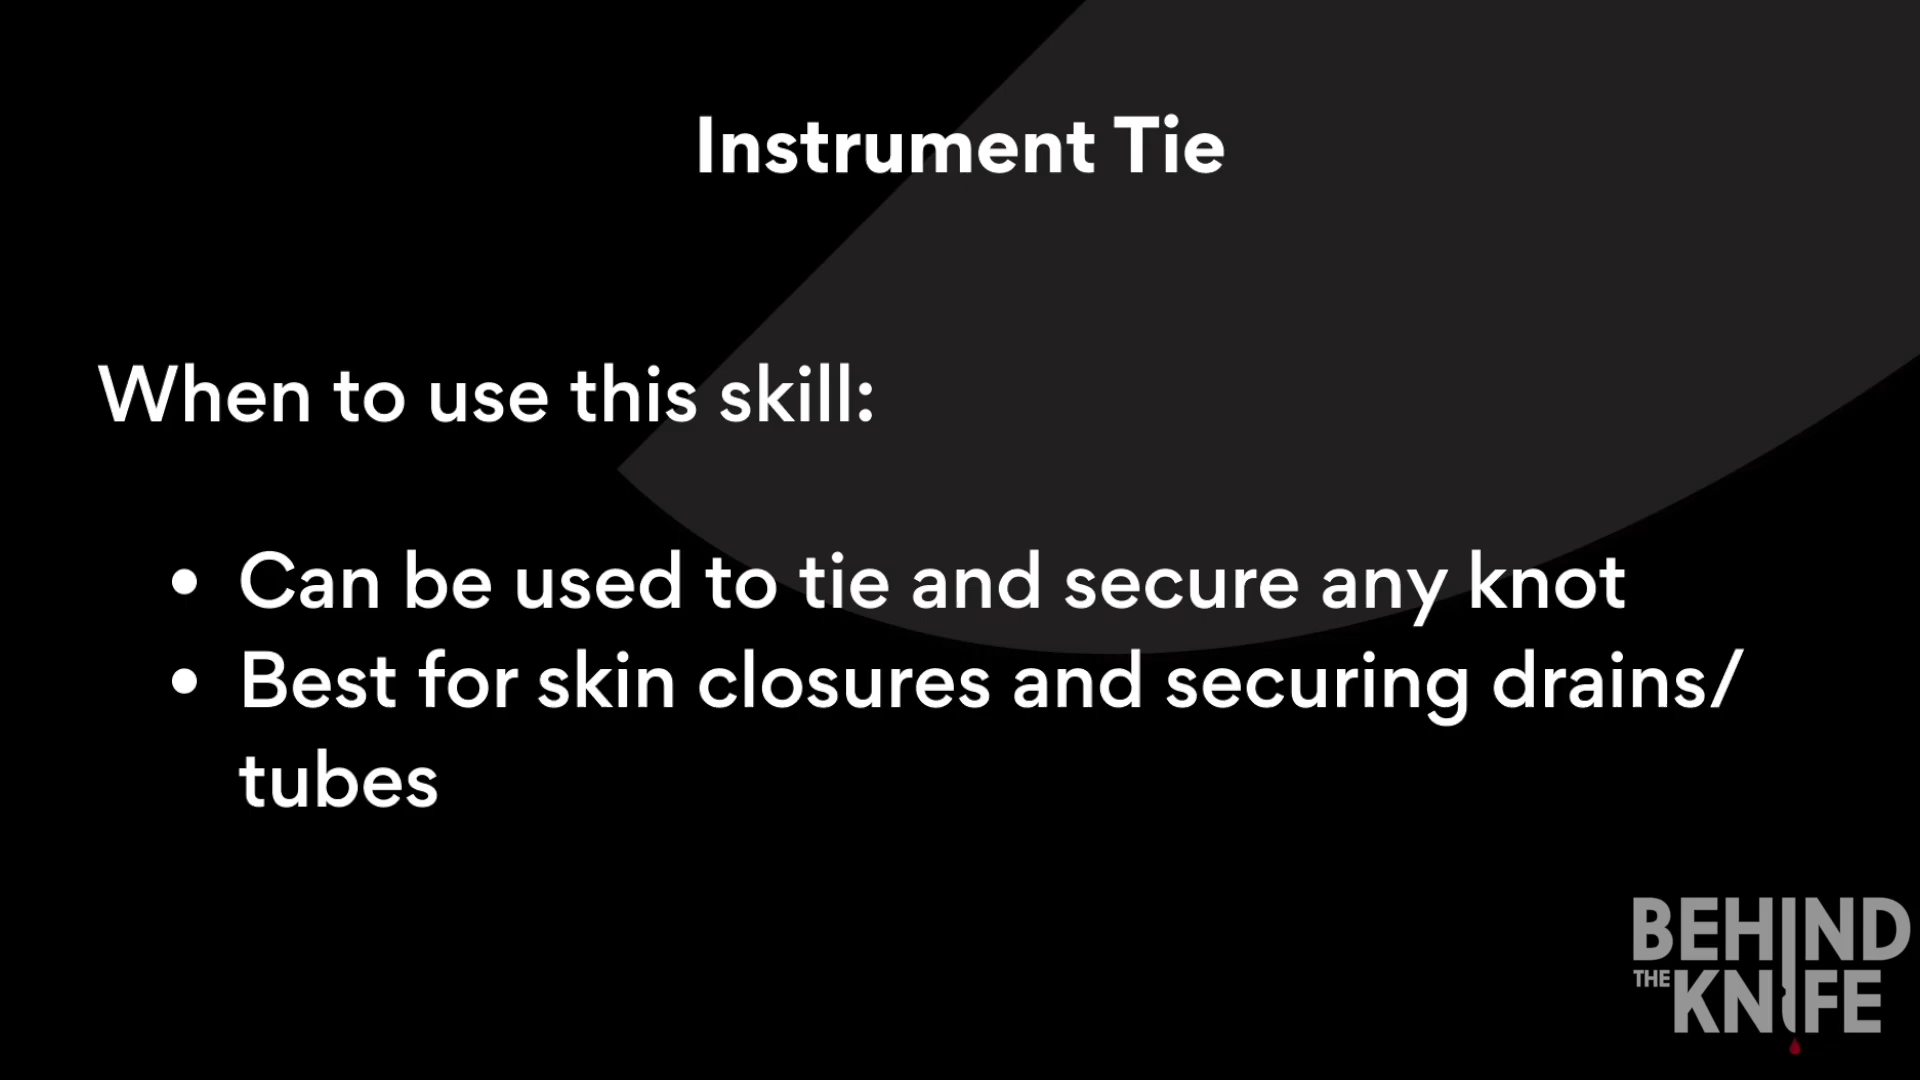 Instrument Tie
When to use this skill:
• Can be used to tie and secure any knot
• Best for skin closures and securing drains/
tubes
BEHIND
THE KNIFE